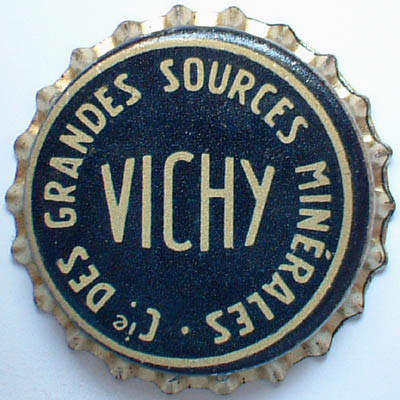 Cie. DES GRANDES SOURCES MINÉRALES ·
VICHY